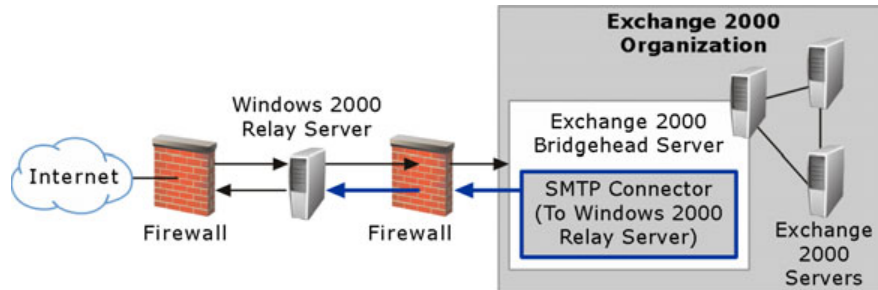 Exchange 2000
Organization
Windows 2000
Relay Server
Exchange 2000
Bridgehead Server
Internet
SMTP Connector
(To Windows 2000
Relay Server)
Firewall
Firewall
Exchange
2000
Servers